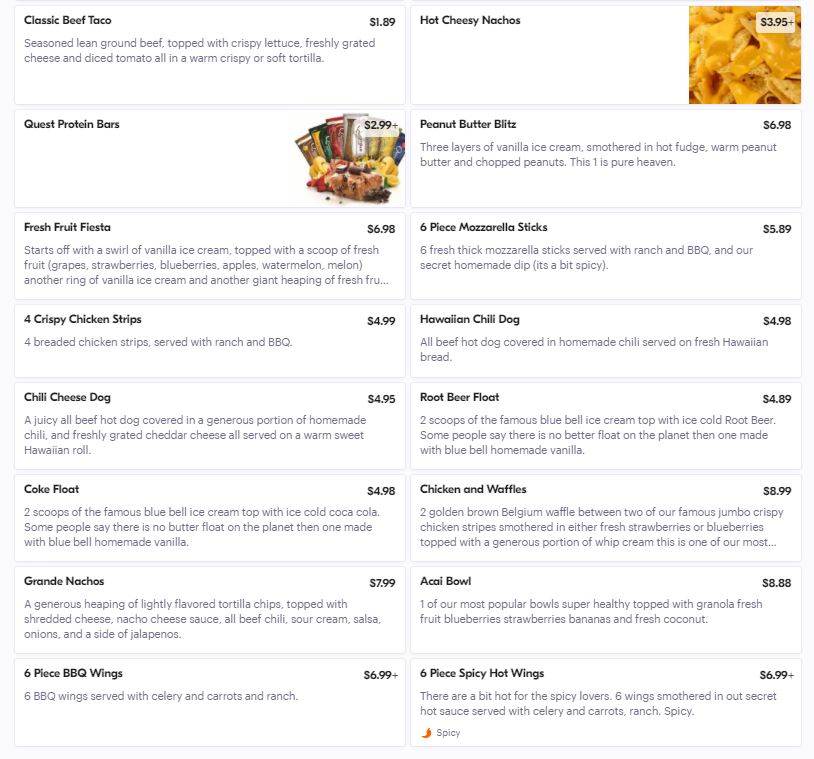 Classic Beef Taco
$1.89
Seasoned lean ground beef, topped with crispy lettuce, freshly grated
cheese and diced tomato all in a warm crispy or soft tortilla.
Hot Cheesy Nachos
$3.95+
Quest Protein Bars
$2.99+
Peanut Butter Blitz
$6.98
Three layers of vanilla ice cream, smothered in hot fudge, warm peanut
butter and chopped peanuts. This 1 is pure heaven.
Fresh Fruit Fiesta
$6.98
Starts off with a swirl of vanilla ice cream, topped with a scoop of fresh
fruit (grapes, strawberries, blueberries, apples, watermelon, melon)
another ring of vanilla ice cream and another giant heaping of fresh fru...
6 Piece Mozzarella Sticks
$5.89
6 fresh thick mozzarella sticks served with ranch and BBQ, and our
secret homemade dip (its a bit spicy).
4 Crispy Chicken Strips
$4.99
4 breaded chicken strips, served with ranch and BBQ.
Hawaiian Chili Dog
$4.98
All beef hot dog covered in homemade chili served on fresh Hawaiian
bread.
Chili Cheese Dog
$4.95
A juicy all beef hot dog covered in a generous portion of homemade
chili, and freshly grated cheddar cheese all served on a warm sweet
Hawaiian roll.
Root Beer Float
$4.89
2 scoops of the famous blue bell ice cream top with ice cold Root Beer.
Some people say there is no better float on the planet then one made
with blue bell homemade vanilla.
Coke Float
$4.98
2 scoops of the famous blue bell ice cream top with ice cold coca cola.
Some people say there is no butter float on the planet then one made
with blue bell homemade vanilla.
Chicken and Waffles
$8.99
2 golden brown Belgium waffle between two of our famous jumbo crispy
chicken stripes smothered in either fresh strawberries or blueberries
topped with a generous portion of whip cream this is one of our most...
Grande Nachos
$7.99
A generous heaping of lightly flavored tortilla chips, topped with
shredded cheese, nacho cheese sauce, all beef chili, sour cream, salsa,
onions, and a side of jalapenos.
Acai Bowl
$8.88
1 of our most popular bowls super healthy topped with granola fresh
fruit blueberries strawberries bananas and fresh coconut.
6 Piece BBQ Wings
$6.99+
6 BBQ wings served with celery and carrots and ranch.
6 Piece Spicy Hot Wings
$6.99+
There are a bit hot for the spicy lovers. 6 wings smothered in out secret
hot sauce served with celery and carrots, ranch. Spicy.
Spicy